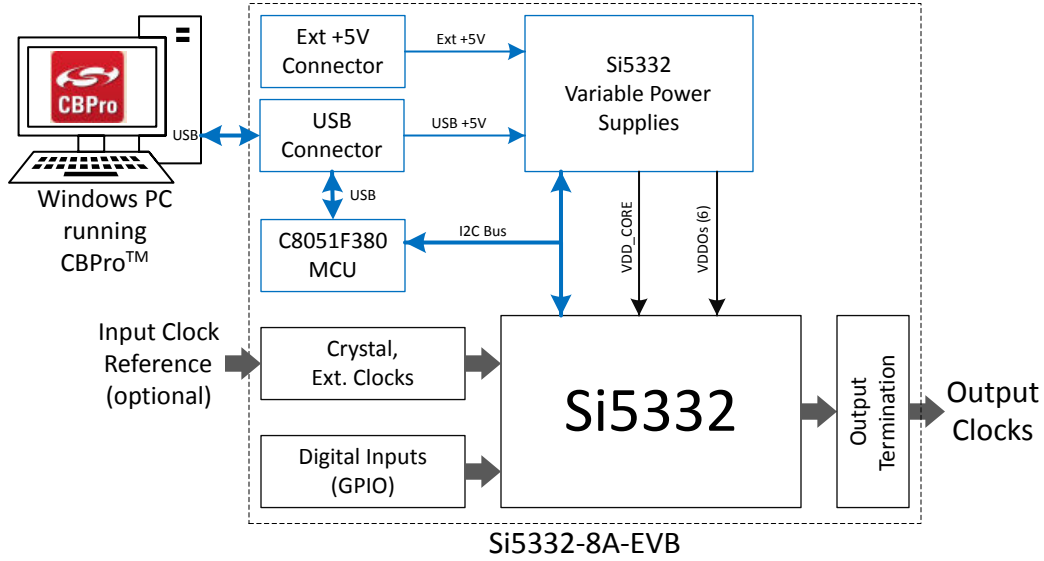 CBPro
USB
Windows PC
running
CBPro™
Ext +5V
Connector
Ext +5V
Si5332
Variable Power
Supplies
USB
Connector
USB +5V
USB
C8051F380
MCU
I2C Bus
VDD_CORE
VDDOs (6)
Input Clock
Reference
(optional)
Crystal,
Ext. Clocks
Digital Inputs
(GPIO)
Si5332
Output
Termination
Output
Clocks
Si5332-8A-EVB